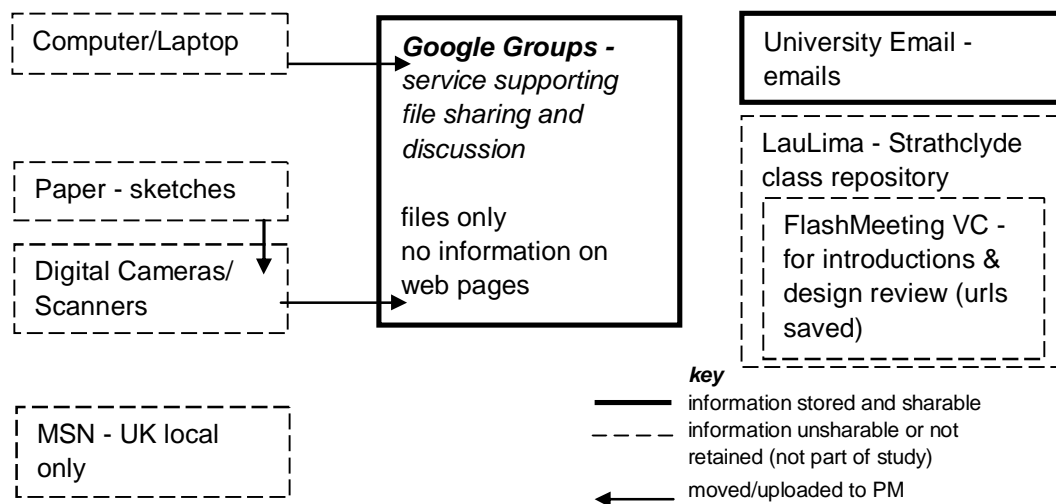 Computer/Laptop
Paper - sketches
Digital Cameras/
Scanners
MSN - UK local
only
Google Groups -
service supporting
file sharing and
discussion
files only
no information on
web pages
University Email -
emails
LauLima - Strathclyde
class repository
FlashMeeting VC -
for introductions &
design review (urls
saved)
key
information stored and sharable
information unsharable or not
retained (not part of study)
moved/uploaded to PM